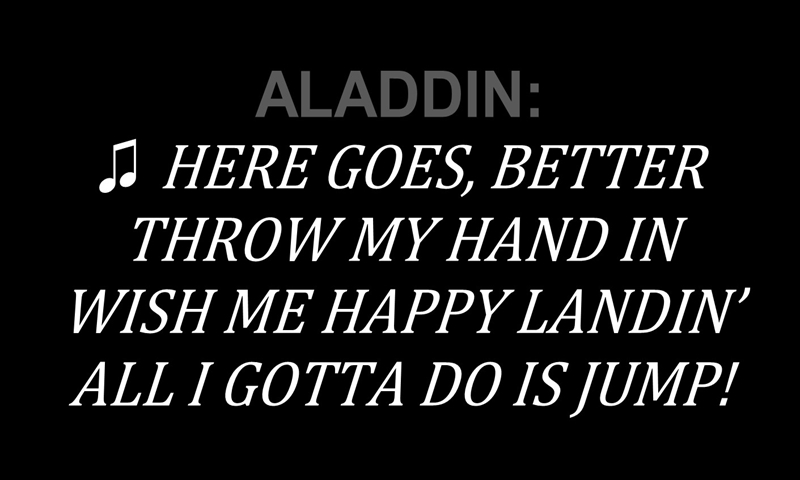 ALADDIN:
♫ HERE GOES, BETTER
THROW MY HAND IN
WISH ME HAPPY LANDIN’
ALL I GOTTA DO IS JUMP!